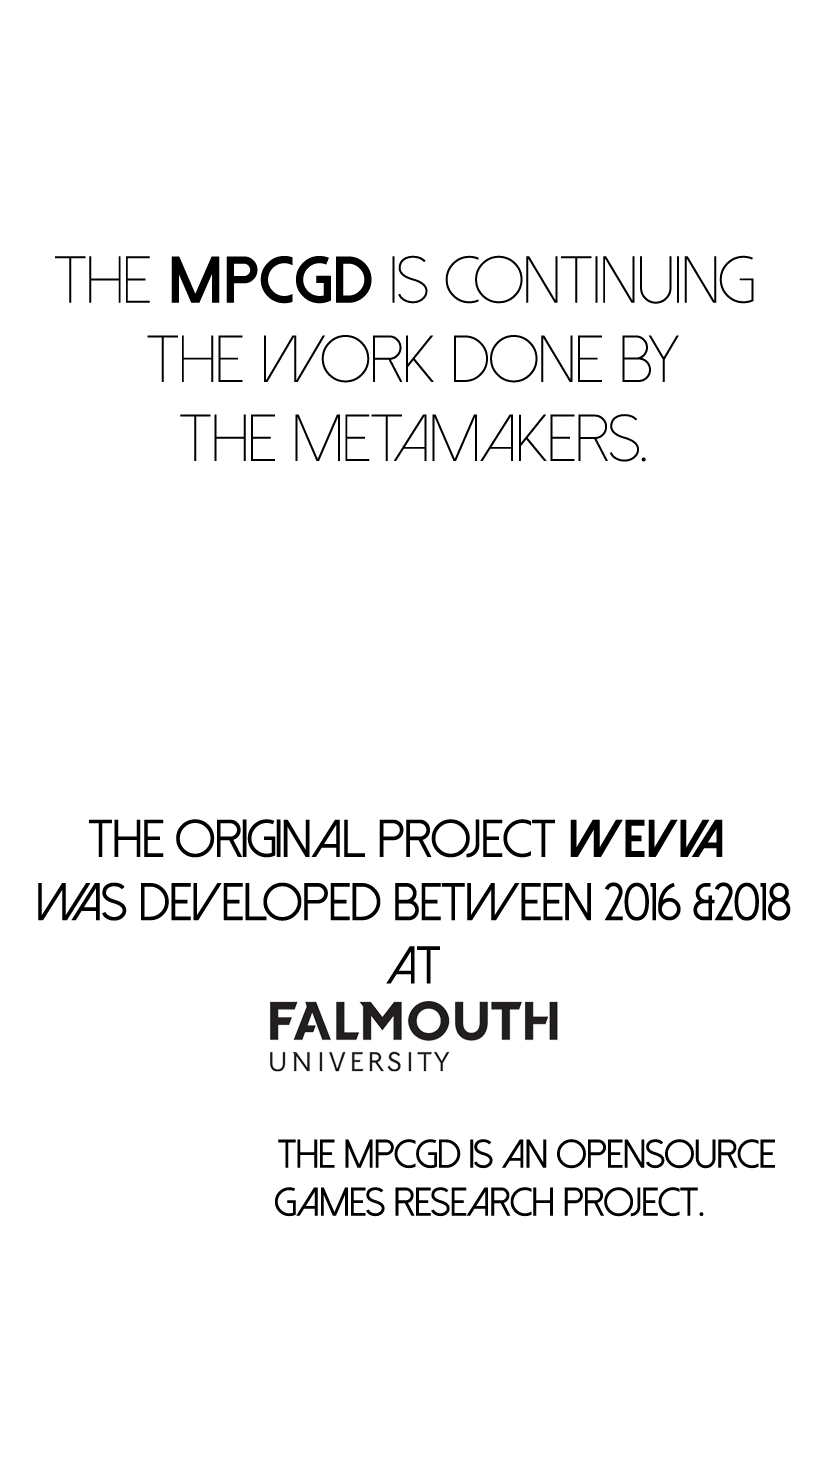 THE MPCGD IS CONTINUING
THE WORK DONE BY
THE METAMAKERS.
THE ORIGINAL PROJECT WEVVA
WAS DEVELOPED BETWEEN 2016 &2018
AT
FALMOUTH
UNIVERSITY
THE MPCGD IS AN OPENSOURCE
GAMES RESEARCH PROJECT.